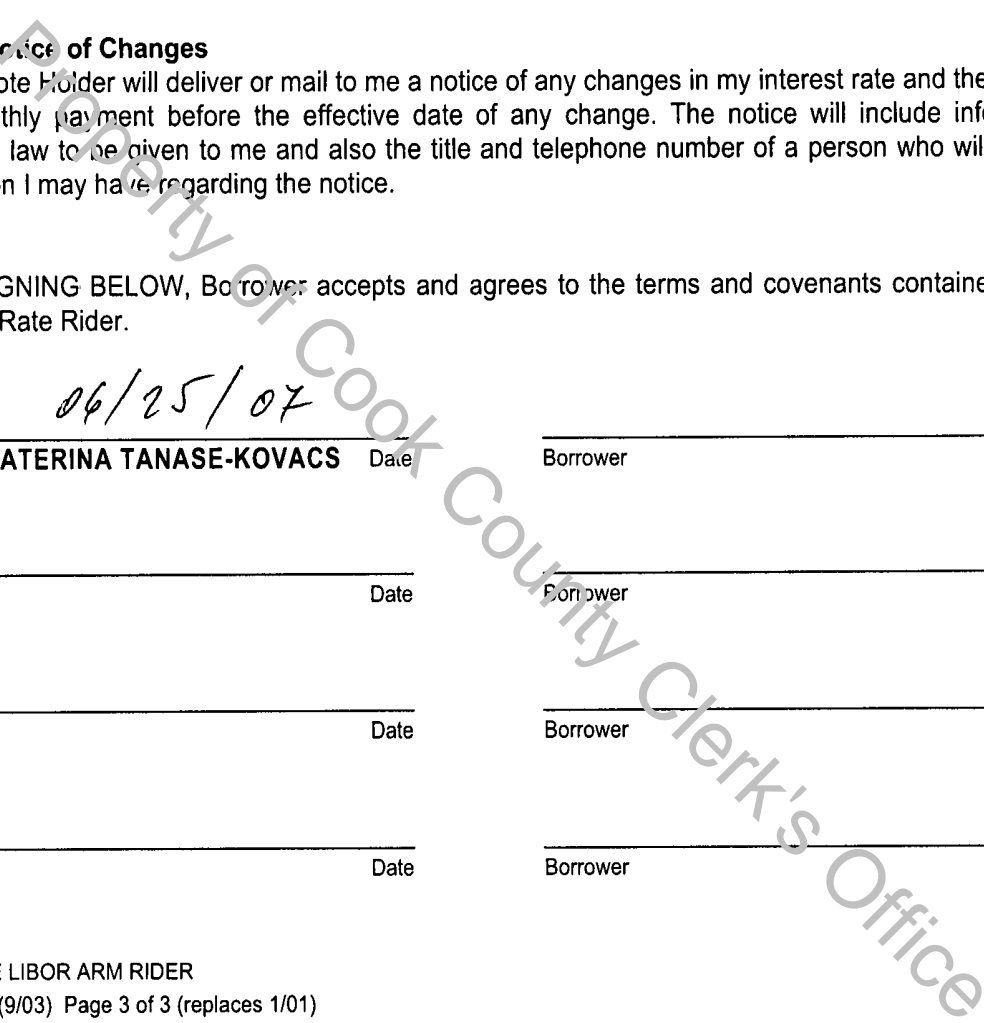 otice of Changes
ote Holder will deliver or mail to me a notice of any changes in my interest rate and the
thly payment before the effective date of any change. The notice will include info
law to be given to me and also the title and telephone number of a person who wil
n I may have regarding the notice.
GNING BELOW, Borrower accepts and agrees to the terms and covenants containe
Rate Rider.
06/25/07
ATERINA TANASE-KOVACS Date Borrower
Date Borrower
Date Borrower
Date Borrower
E LIBOR ARM RIDER
(9/03) Page 3 of 3 (replaces 1/01)
Property of Cook County Clerk's Office